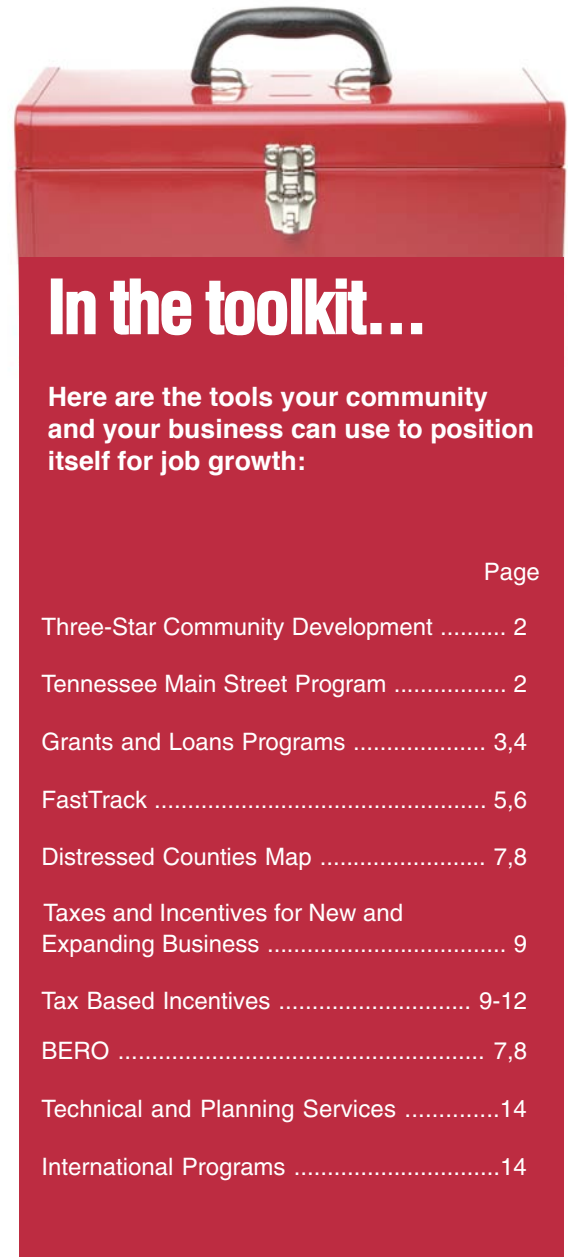 In the toolkit...
Here are the tools your community
and your business can use to position
itself for job growth:
Page
Three-Star Community Development .......... 2
Tennessee Main Street Program ................. 2
Grants and Loans Programs .................... 3,4
FastTrack .................................................. 5,6
Distressed Counties Map ......................... 7,8
Taxes and Incentives for New and
Expanding Business .................................... 9
Tax Based Incentives ............................. 9-12
BERO ....................................................... 7,8
Technical and Planning Services ..............14
International Programs ...............................14